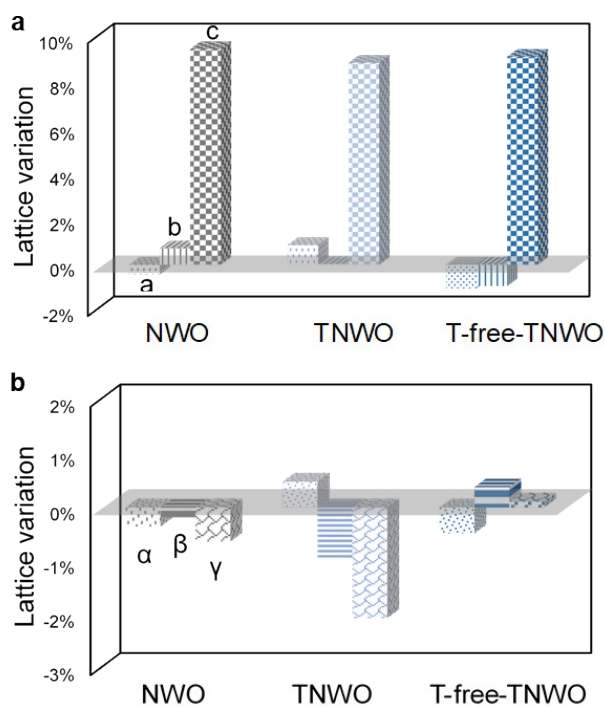 a
10%
8%
6%
4%
2%
0%
-2%
Lattice variation
c
b
a
NWO
TNWO
T-free-TNWO
b
2%
1%
0%
-1%
-2%
-3%
Lattice variation
α
β
γ
NWO
TNWO
T-free-TNWO